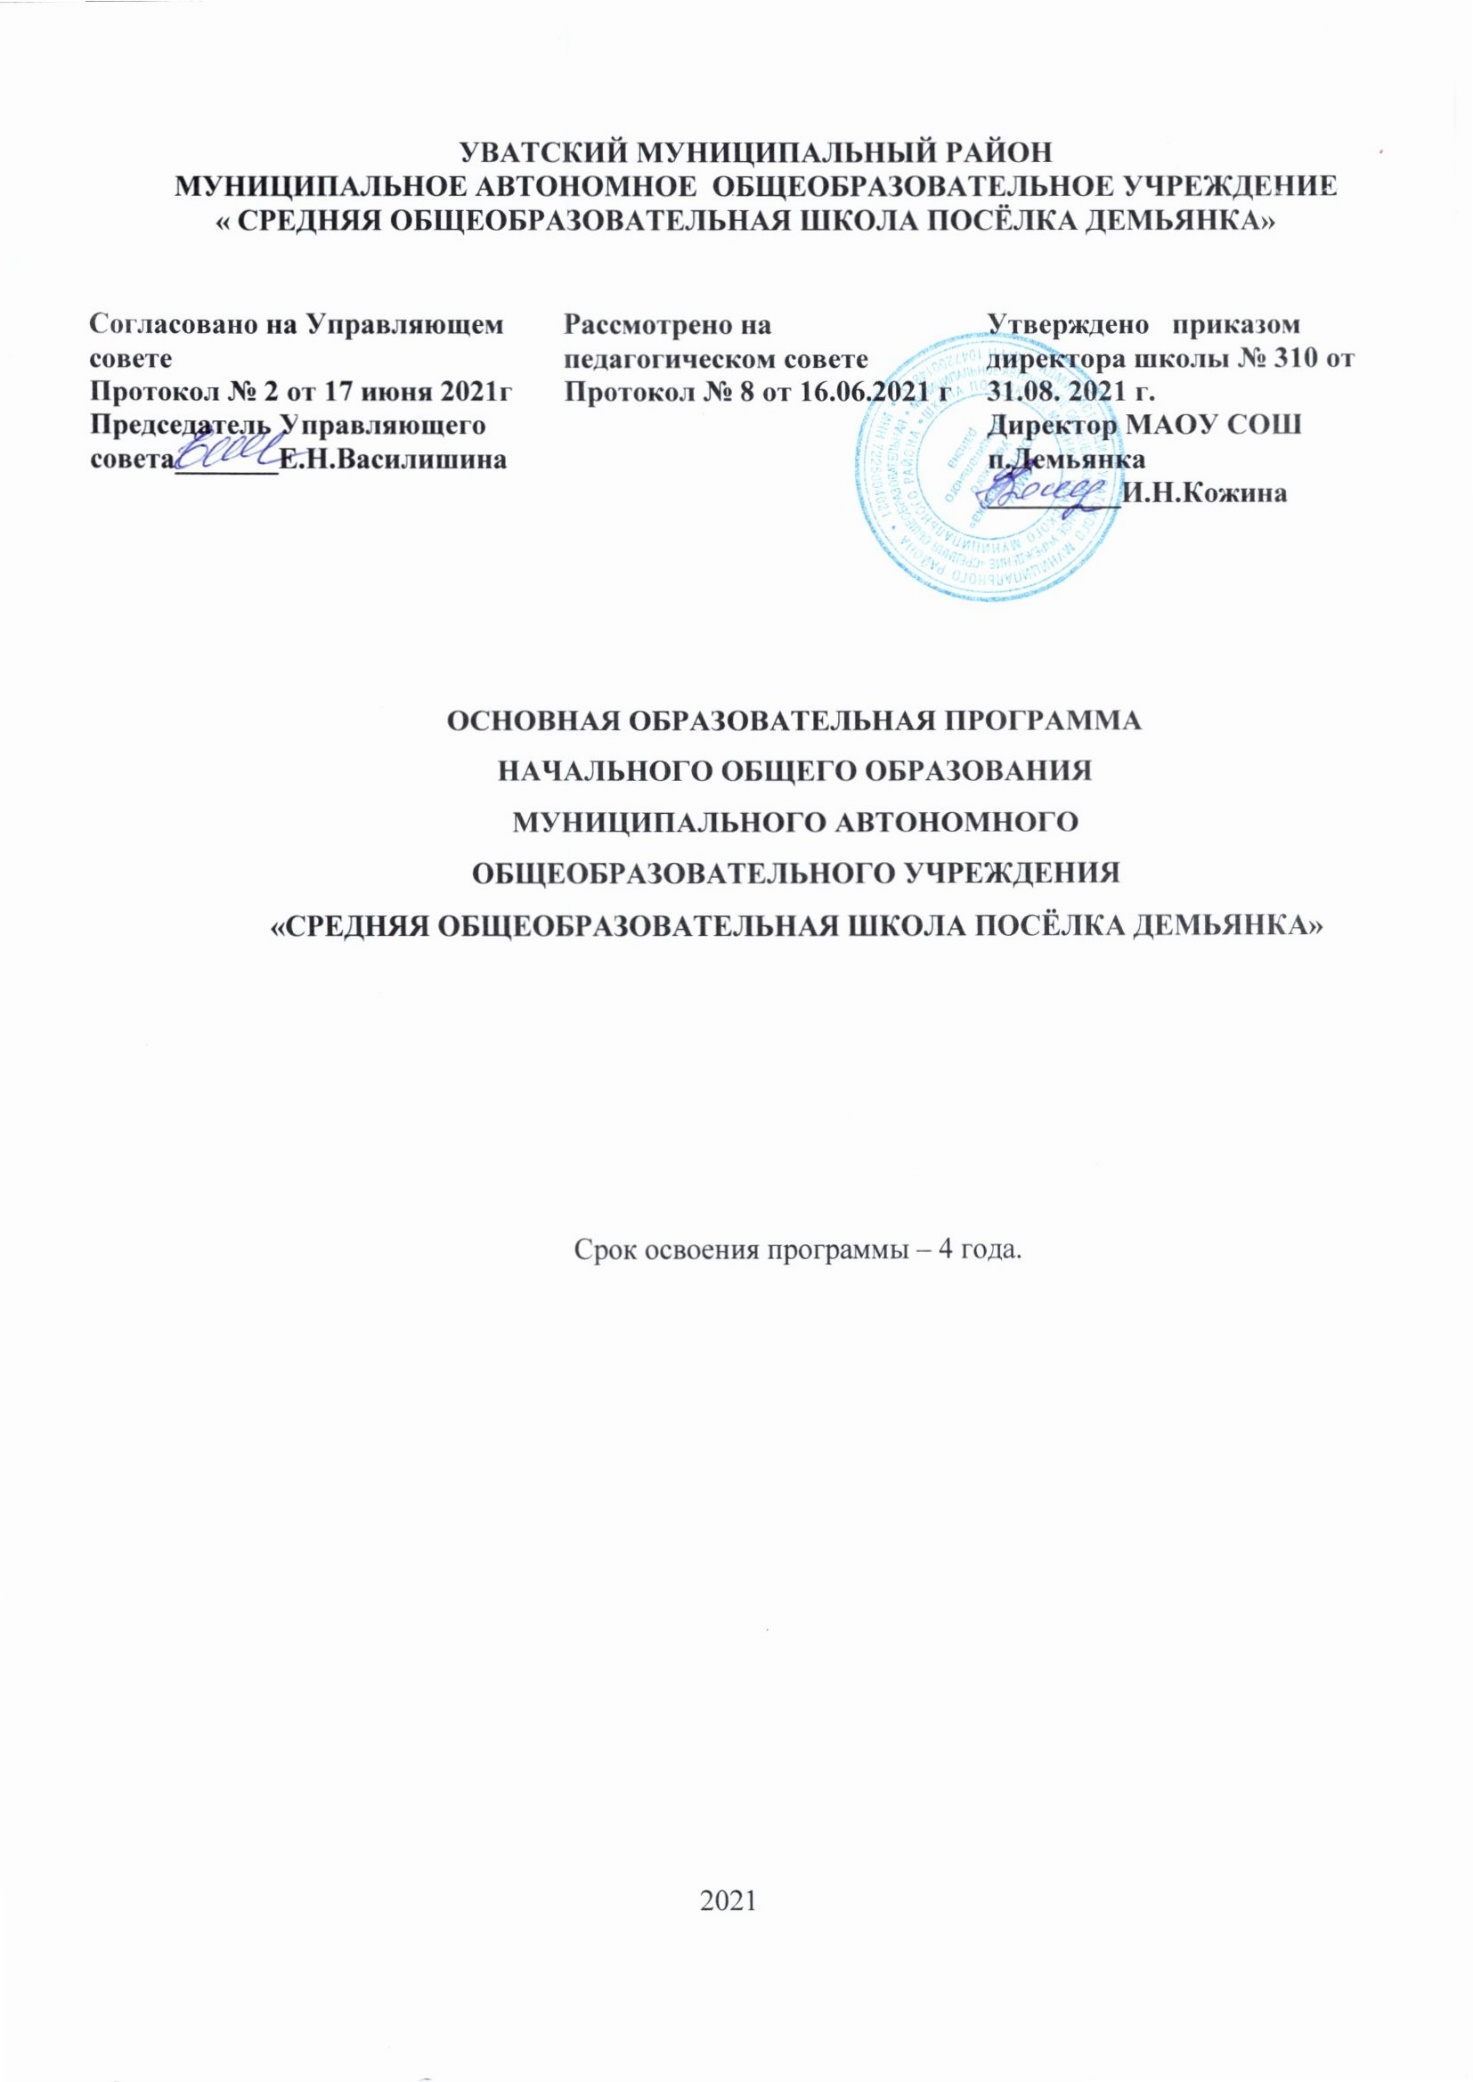 УВАТСКИЙ МУНИЦИПАЛЬНЫЙ РАЙОН
МУНИЦИПАЛЬНОЕ АВТОНОМНОЕ ОБЩЕОБРАЗОВАТЕЛЬНОЕ УЧРЕЖДЕНИЕ
« СРЕДНЯЯ ОБЩЕОБРАЗОВАТЕЛЬНАЯ ШКОЛА ПОСЁЛКА ДЕМЬЯНКА»
Согласовано на Управляющем
совете
Протокол № 2 от 17 июня 2021г
Председатель Управляющего
совета_______Е.Н.Василишина
Рассмотрено на
педагогическом совете
Протокол № 8 от 16.06.2021 г
Утверждено приказом
директора школы № 310 от
31.08. 2021 г.
Директор МАОУ СОШ
п.Демьянка
_________И.Н.Кожина
ОСНОВНАЯ ОБРАЗОВАТЕЛЬНАЯ ПРОГРАММА
НАЧАЛЬНОГО ОБЩЕГО ОБРАЗОВАНИЯ
МУНИЦИПАЛЬНОГО АВТОНОМНОГО
ОБЩЕОБРАЗОВАТЕЛЬНОГО УЧРЕЖДЕНИЯ
«СРЕДНЯЯ ОБЩЕОБРАЗОВАТЕЛЬНАЯ ШКОЛА ПОСЁЛКА ДЕМЬЯНКА»
Срок освоения программы – 4 года.
2021